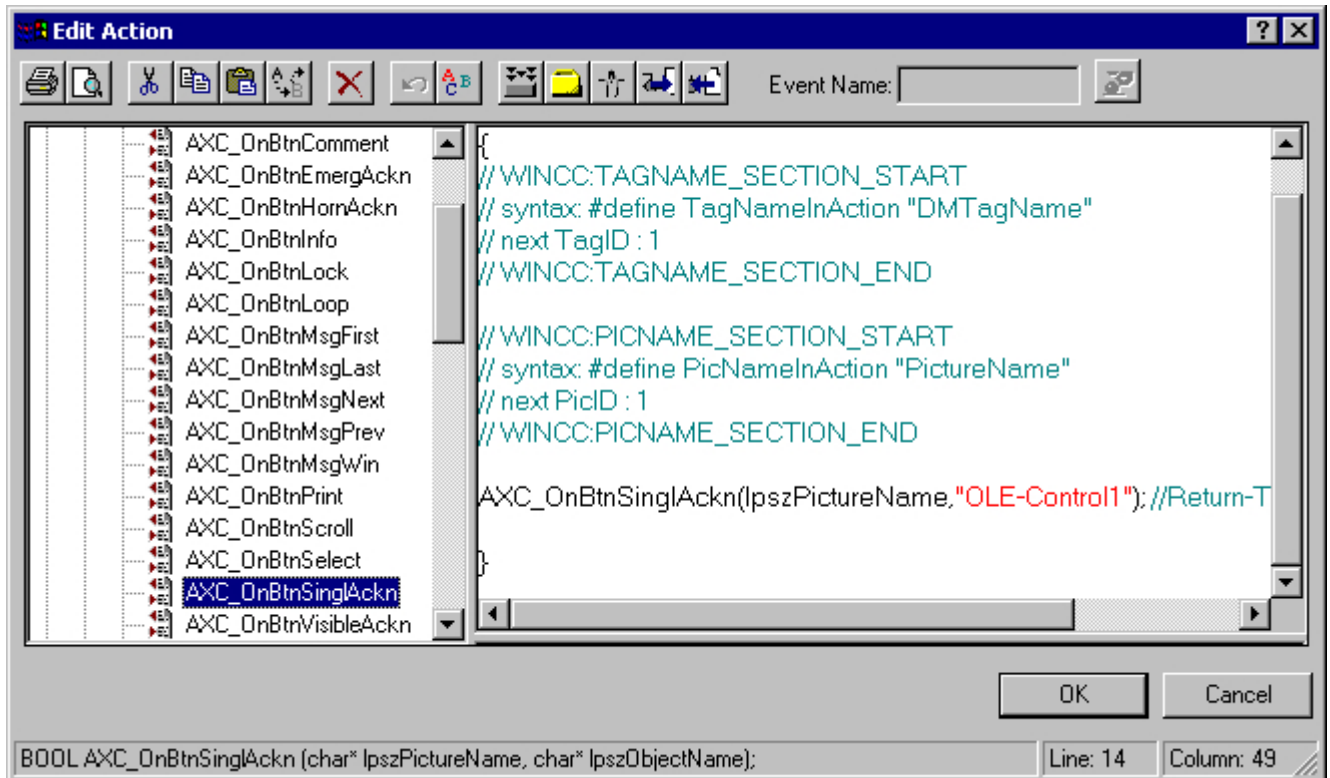 Edit Action
Event Name:
AXC_OnBtnComment
AXC_OnBtnEmergAckn
AXC_OnBtnHornAckn
AXC_OnBtnInfo
AXC_OnBtnLock
AXC_OnBtnLoop
AXC_OnBtnMsgFirst
AXC_OnBtnMsgLast
AXC_OnBtnMsgNext
AXC_OnBtnMsgPrev
AXC_OnBtnMsgWin
AXC_OnBtnPrint
AXC_OnBtnScroll
AXC_OnBtnSelect
AXC_OnBtnSinglAckn
AXC_OnBtnVisibleAckn
{
// WINCC:TAGNAME_SECTION_START
// syntax: #define TagNameInAction "DMTagName"
// next TagID : 1
// WINCC:TAGNAME_SECTION_END
// WINCC:PICNAME_SECTION_START
// syntax: #define PicNameInAction "PictureName"
// next PicID : 1
// WINCC:PICNAME_SECTION_END
AXC_OnBtnSinglAckn(lpszPictureName,"OLE-Control1"); //Return-T
}
OK
Cancel
BOOL AXC_OnBtnSinglAckn (char* lpszPictureName, char* lpszObjectName);
Line: 14
Column: 49